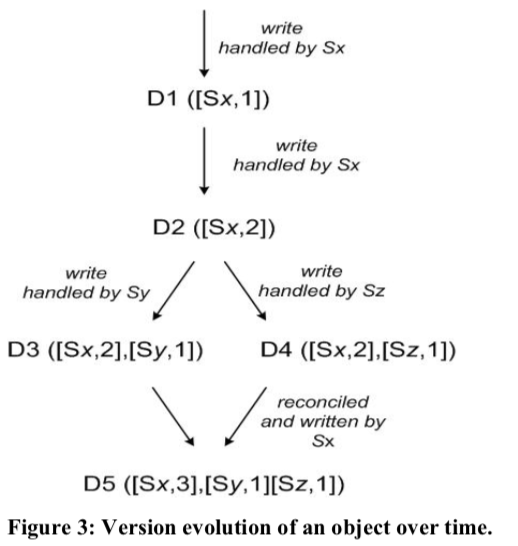 write
handled by Sx
D1 ([Sx,1])
write
handled by Sx
D2 ([Sx,2])
write
handled by Sy
write
handled by Sz
D3 ([Sx,2],[Sy,1])
D4 ([Sx,2],[Sz,1])
reconciled
and written by
Sx
D5 ([Sx,3],[Sy,1][Sz,1])
Figure 3: Version evolution of an object over time.